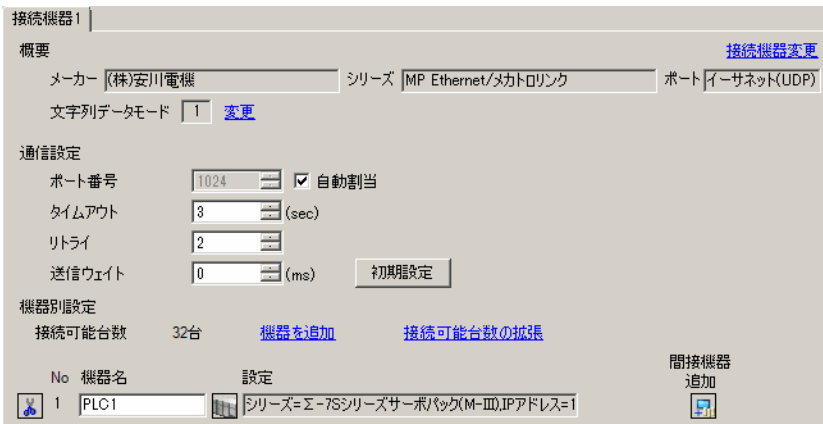 接続機器1
概要 接続機器変更
メーカー (株)安川電機 シリーズ MP Ethernet/メカトロリンク ポート イーサネット(UDP)
文字列データモード 1 変更
通信設定
ポート番号 1024 自動割当
タイムアウト 3 (sec)
リトライ 2
送信ウェイト 0 (ms) 初期設定
機器別設定
接続可能台数 32台 機器を追加 接続可能台数の拡張
間接機器
No 機器名 設定 追加
1 PLC1 シリーズ=Σ-7Sシリーズサーボパック(M-Ⅲ),IPアドレス=1